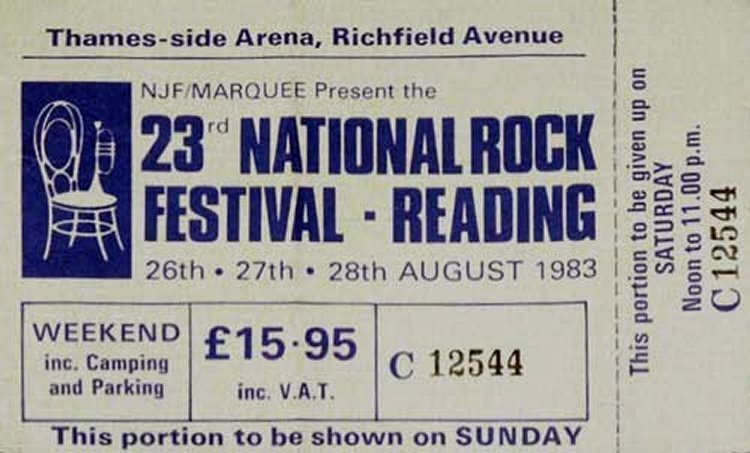 Thames-side Arena, Richfield Avenue
NJF/MARQUEE Present the
23rd NATIONAL ROCK
FESTIVAL - READING
26th • 27th • 28th AUGUST 1983
WEEKEND
inc. Camping
and Parking
£15·95
inc. V.A.T.
C 12544
This portion to be shown on SUNDAY
This portion to be given up on
SATURDAY
Noon to 11.00 p.m.
C 12544